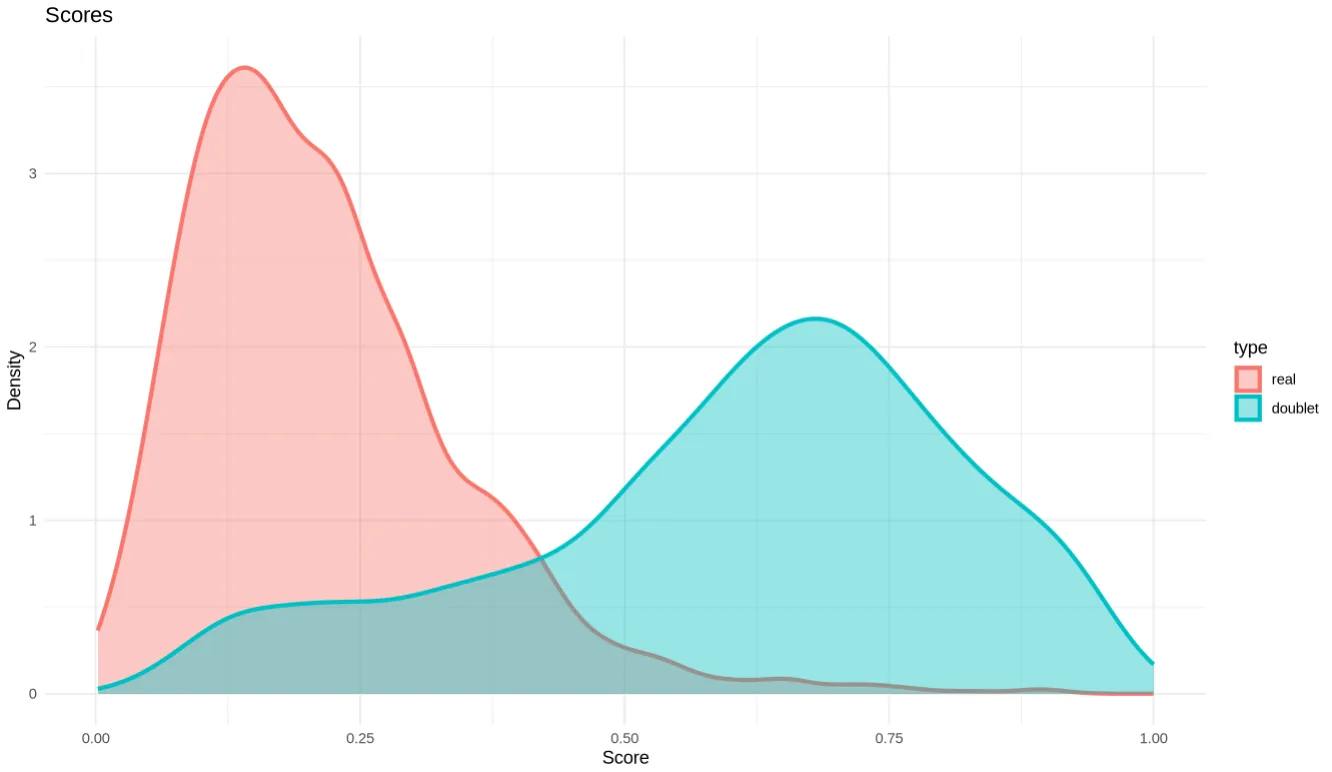 Scores
Density
3
2
1
0
0.00
0.25
0.50
0.75
1.00
Score
type
real
doublet